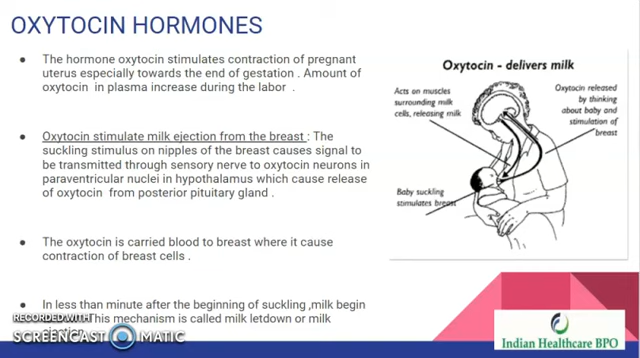 OXYTOCIN HORMONES
● The hormone oxytocin stimulates contraction of pregnant
uterus especially towards the end of gestation . Amount of
oxytocin in plasma increase during the labor .
● Oxytocin stimulate milk ejection from the breast : The
suckling stimulus on nipples of the breast causes signal to
be transmitted through sensory nerve to oxytocin neurons in
paraventricular nuclei in hypothalamus which cause release
of oxytocin from posterior pituitary gland .
● The oxytocin is carried blood to breast where it cause
contraction of breast cells .
● In less than minute after the beginning of suckling ,milk begin
This mechanism is called milk letdown or milk
Oxytocin - delivers milk
Acts on muscles
surrounding milk
cells, releasing milk
Oxytocin released
by thinking
about baby and
stimulation of
breast
Baby suckling
stimulates breast
RECORDED WITH
SCREENCAST MATIC
Indian Healthcare BPO